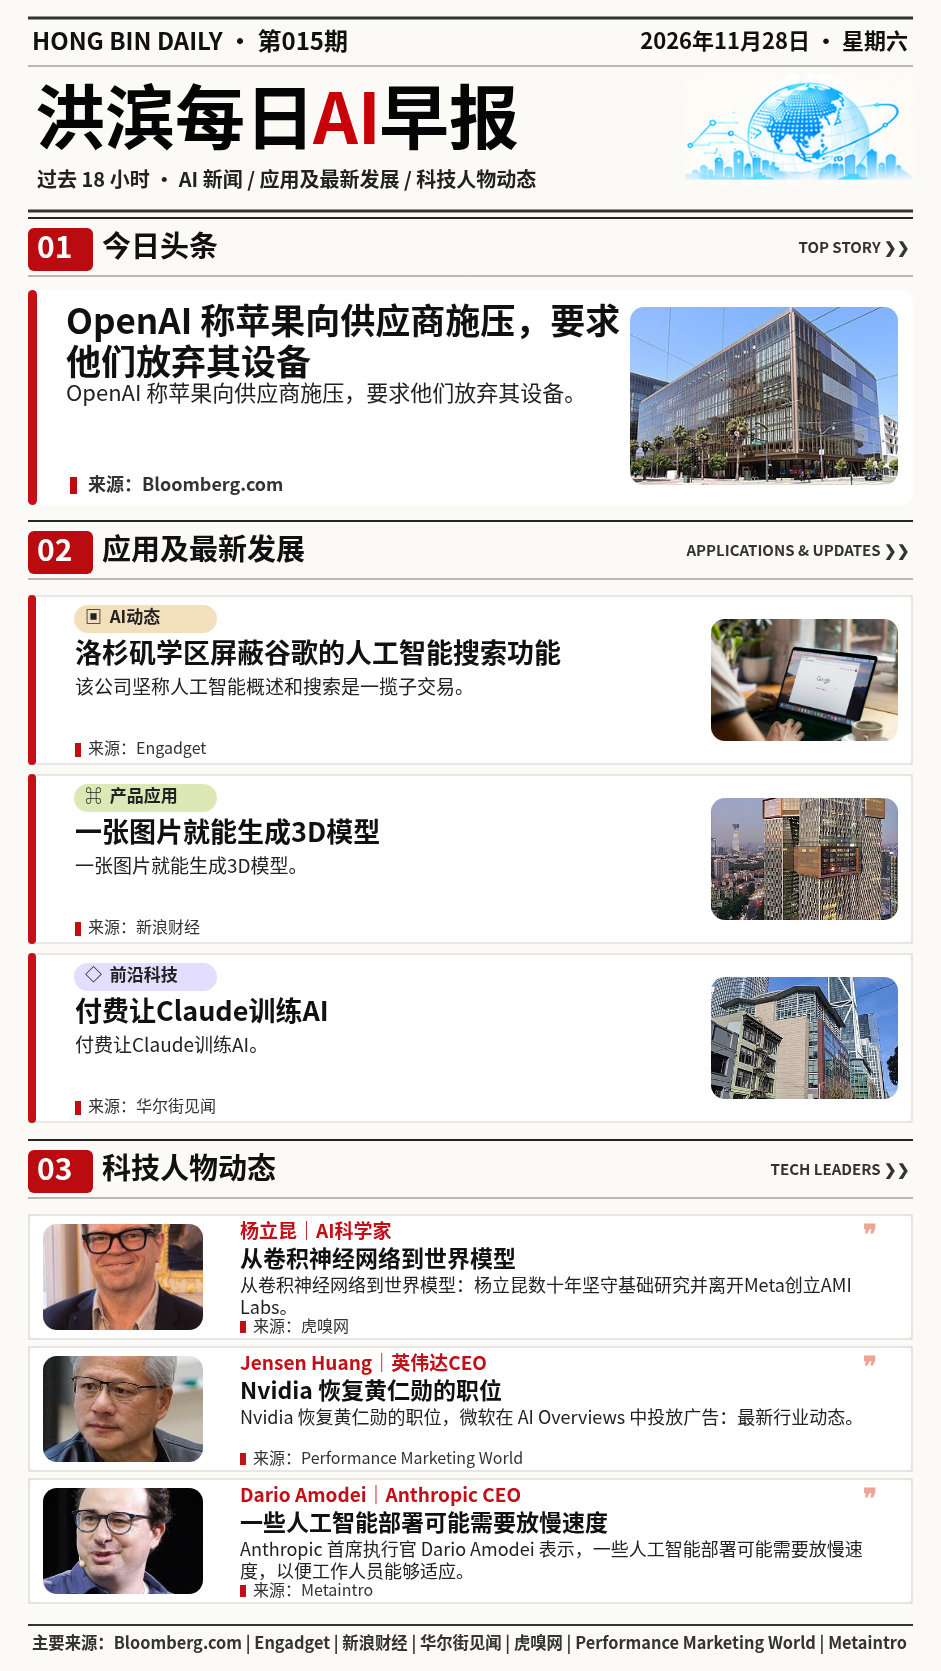 HONG BIN DAILY • 第015期
2026年11月28日 • 星期六
洪滨每日AI早报
过去 18 小时 • AI 新闻 / 应用及最新发展 / 科技人物动态
01 今日头条
TOP STORY ❯❯
OpenAI 称苹果向供应商施压，要求
他们放弃其设备
OpenAI 称苹果向供应商施压，要求他们放弃其设备。
来源：Bloomberg.com
02 应用及最新发展
APPLICATIONS & UPDATES ❯❯
▣ AI动态
洛杉矶学区屏蔽谷歌的人工智能搜索功能
该公司坚称人工智能概述和搜索是一揽子交易。
来源：Engadget
⌘ 产品应用
一张图片就能生成3D模型
一张图片就能生成3D模型。
来源：新浪财经
◇ 前沿科技
付费让Claude训练AI
付费让Claude训练AI。
来源：华尔街见闻
03 科技人物动态
TECH LEADERS ❯❯
杨立昆｜AI科学家
从卷积神经网络到世界模型
从卷积神经网络到世界模型：杨立昆数十年坚守基础研究并离开Meta创立AMI
Labs。
来源：虎嗅网
Jensen Huang｜英伟达CEO
Nvidia 恢复黄仁勋的职位
Nvidia 恢复黄仁勋的职位，微软在 AI Overviews 中投放广告：最新行业动态。
来源：Performance Marketing World
Dario Amodei｜Anthropic CEO
一些人工智能部署可能需要放慢速度
Anthropic 首席执行官 Dario Amodei 表示，一些人工智能部署可能需要放慢速
度，以便工作人员能够适应。
来源：Metaintro
主要来源：Bloomberg.com | Engadget | 新浪财经 | 华尔街见闻 | 虎嗅网 | Performance Marketing World | Metaintro